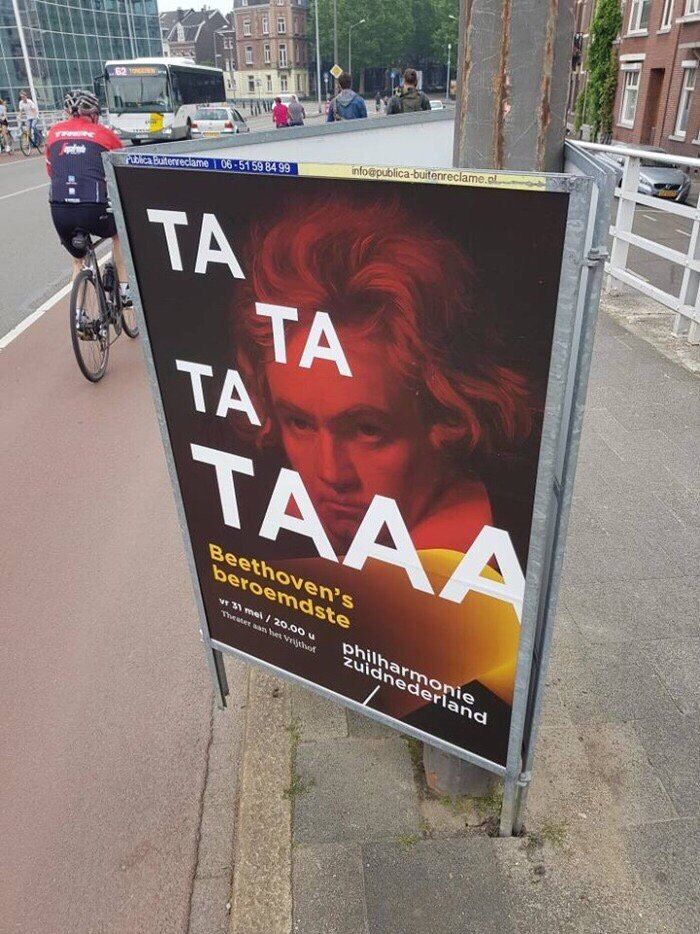 62 TONGEREN
TREK
Publica Buitenreclame | 06 - 51 59 84 99
info@publica-buitenreclame.nl
TA
TA
TA
TAAA
Beethoven's
beroemdste
vr 31 mei / 20.00 u
Theater aan het Vrijthof
philharmonie
zuidnederland